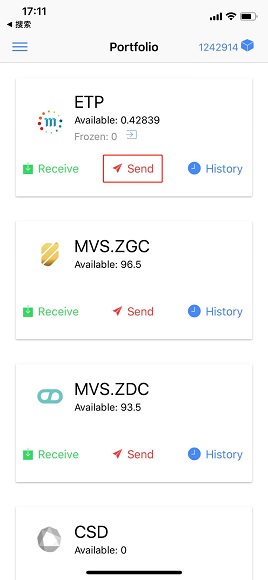 17:11
◀ 搜索
Portfolio
1242914
ETP
Available: 0.42839
Frozen: 0
Receive
Send
History
MVS.ZGC
Available: 96.5
Receive
Send
History
MVS.ZDC
Available: 93.5
Receive
Send
History
CSD
Available: 0